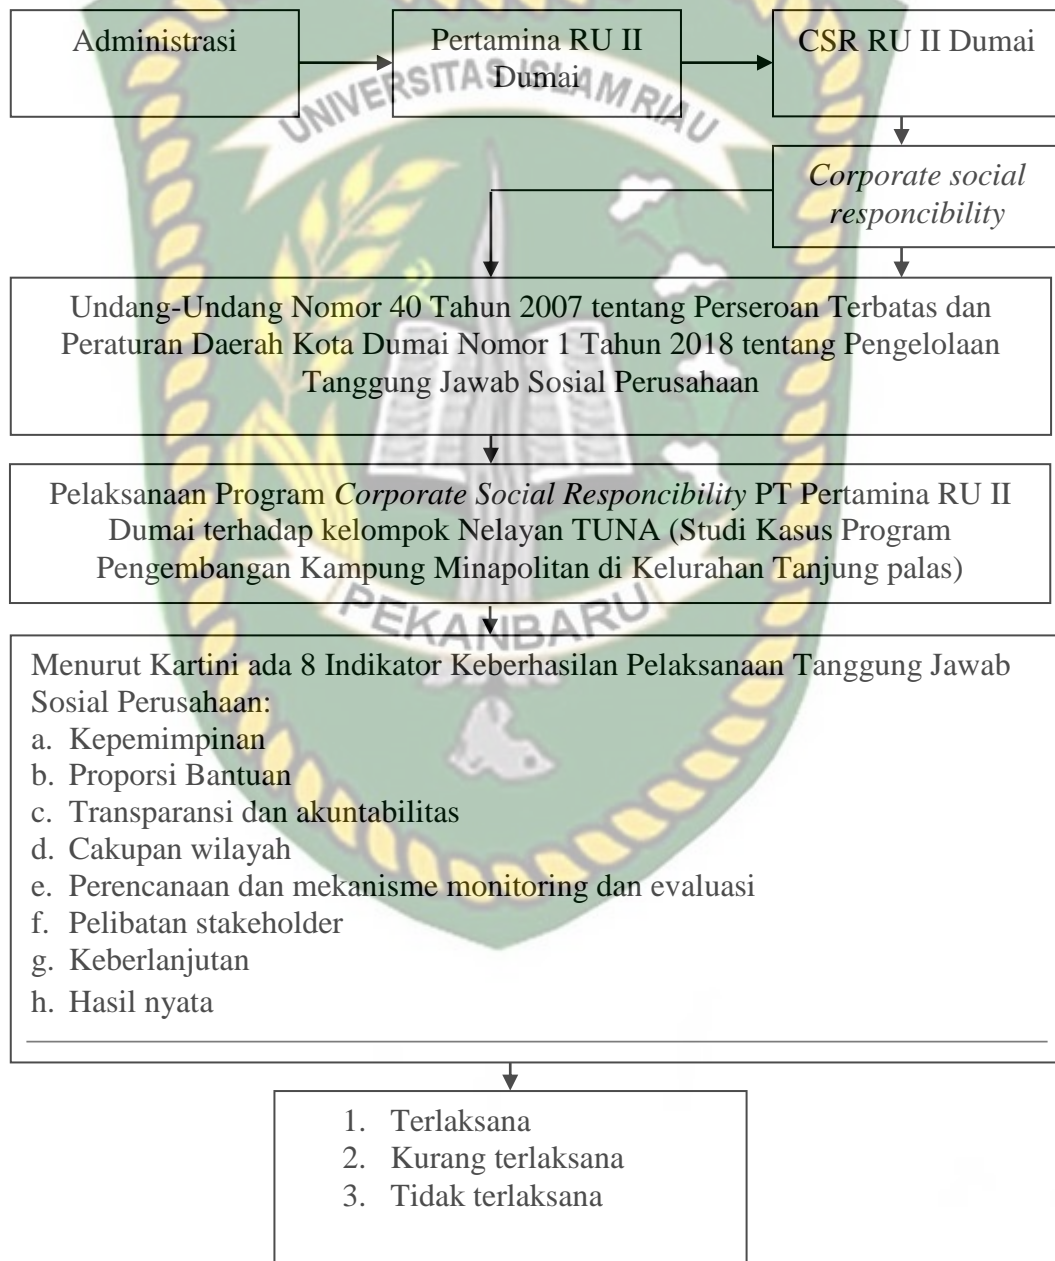 Administrasi
Pertamina RU II
Dumai
CSR RU II Dumai
UNIVERSITAS ISLAM RIAU
Corporate social
responcibility
Undang-Undang Nomor 40 Tahun 2007 tentang Perseroan Terbatas dan
Peraturan Daerah Kota Dumai Nomor 1 Tahun 2018 tentang Pengelolaan
Tanggung Jawab Sosial Perusahaan
Pelaksanaan Program Corporate Social Responcibility PT Pertamina RU II
Dumai terhadap kelompok Nelayan TUNA (Studi Kasus Program
Pengembangan Kampung Minapolitan di Kelurahan Tanjung palas)
PEKANBARU
Menurut Kartini ada 8 Indikator Keberhasilan Pelaksanaan Tanggung Jawab
Sosial Perusahaan:
a. Kepemimpinan
b. Proporsi Bantuan
c. Transparansi dan akuntabilitas
d. Cakupan wilayah
e. Perencanaan dan mekanisme monitoring dan evaluasi
f. Pelibatan stakeholder
g. Keberlanjutan
h. Hasil nyata
1. Terlaksana
2. Kurang terlaksana
3. Tidak terlaksana